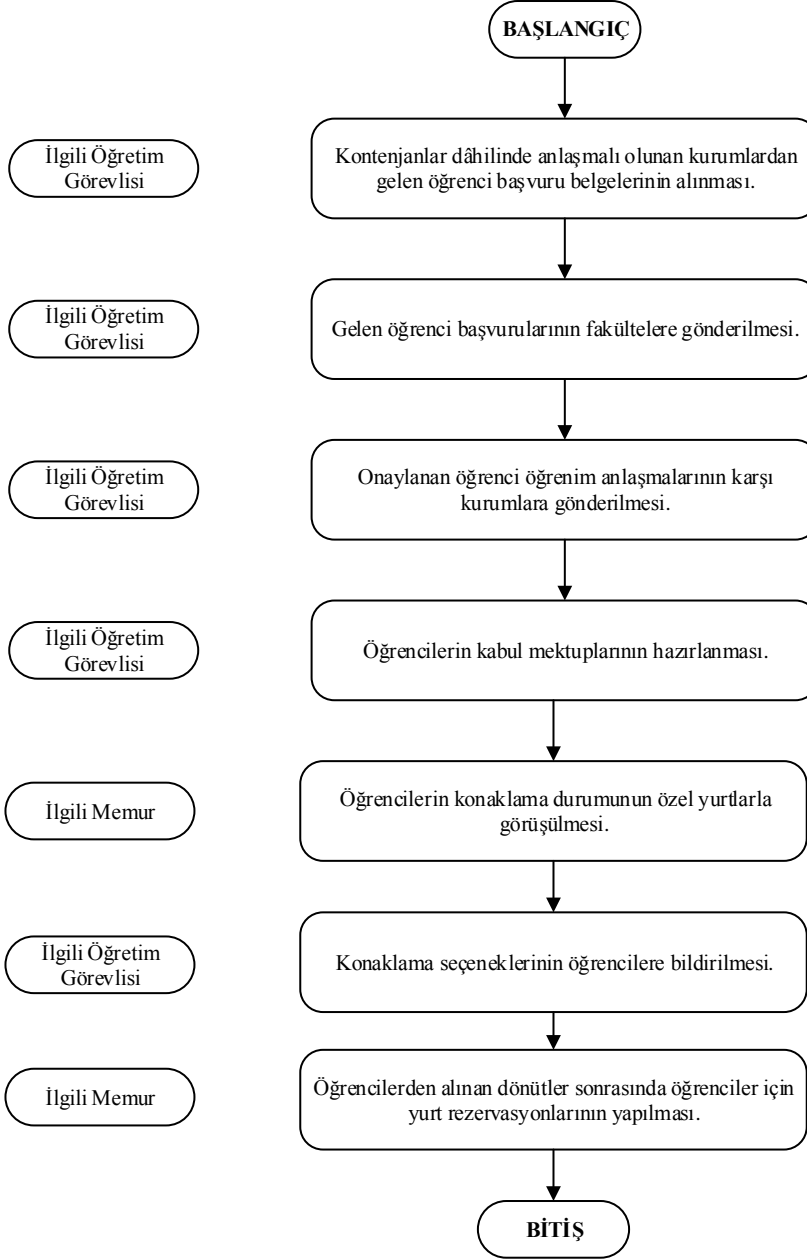 BAŞLANGIÇ
İlgili Öğretim
Görevlisi
Kontenjanlar dâhilinde anlaşmalı olunan kurumlardan
gelen öğrenci başvuru belgelerinin alınması.
İlgili Öğretim
Görevlisi
Gelen öğrenci başvurularının fakültelere gönderilmesi.
İlgili Öğretim
Görevlisi
Onaylanan öğrenci öğrenim anlaşmalarının karşı
kurumlara gönderilmesi.
İlgili Öğretim
Görevlisi
Öğrencilerin kabul mektuplarının hazırlanması.
İlgili Memur
Öğrencilerin konaklama durumunun özel yurtlarla
görüşülmesi.
İlgili Öğretim
Görevlisi
Konaklama seçeneklerinin öğrencilere bildirilmesi.
İlgili Memur
Öğrencilerden alınan dönütler sonrasında öğrenciler için
yurt rezervasyonlarının yapılması.
BİTİŞ